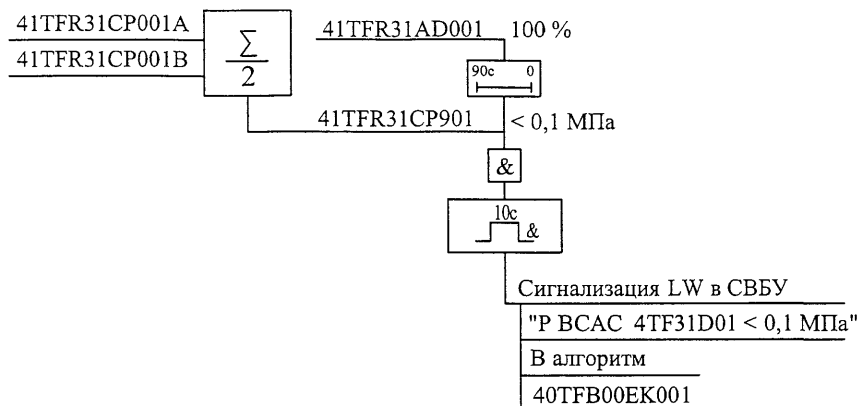 41TFR31CP001A
41TFR31CP001B
Σ
2
41TFR31AD001 100 %
90с 0
41TFR31CP901 < 0,1 МПа
&
10с
&
Сигнализация LW в СВБУ
"Р ВСАС 4TF31D01 < 0,1 МПа"
В алгоритм
40TFB00EK001